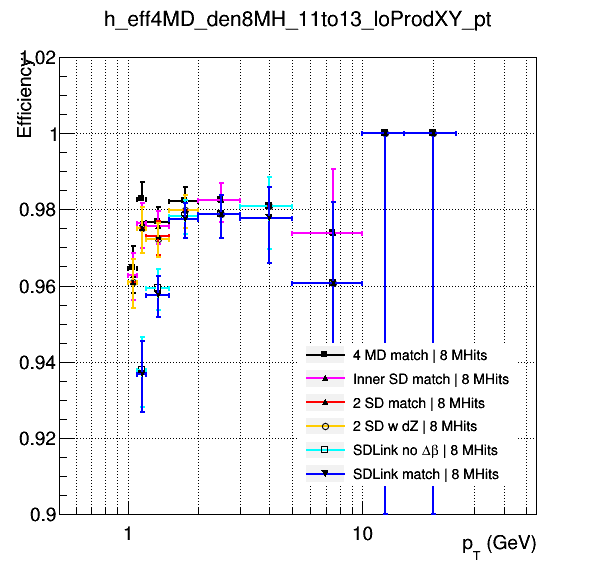 h_eff4MD_den8MH_11to13_loProdXY_pt
Efficiency
1.02
1
0.98
0.96
0.94
0.92
0.9
4 MD match | 8 MHits
Inner SD match | 8 MHits
2 SD match | 8 MHits
2 SD w dZ | 8 MHits
SDLink no Δβ | 8 MHits
SDLink match | 8 MHits
1
10
p_T (GeV)